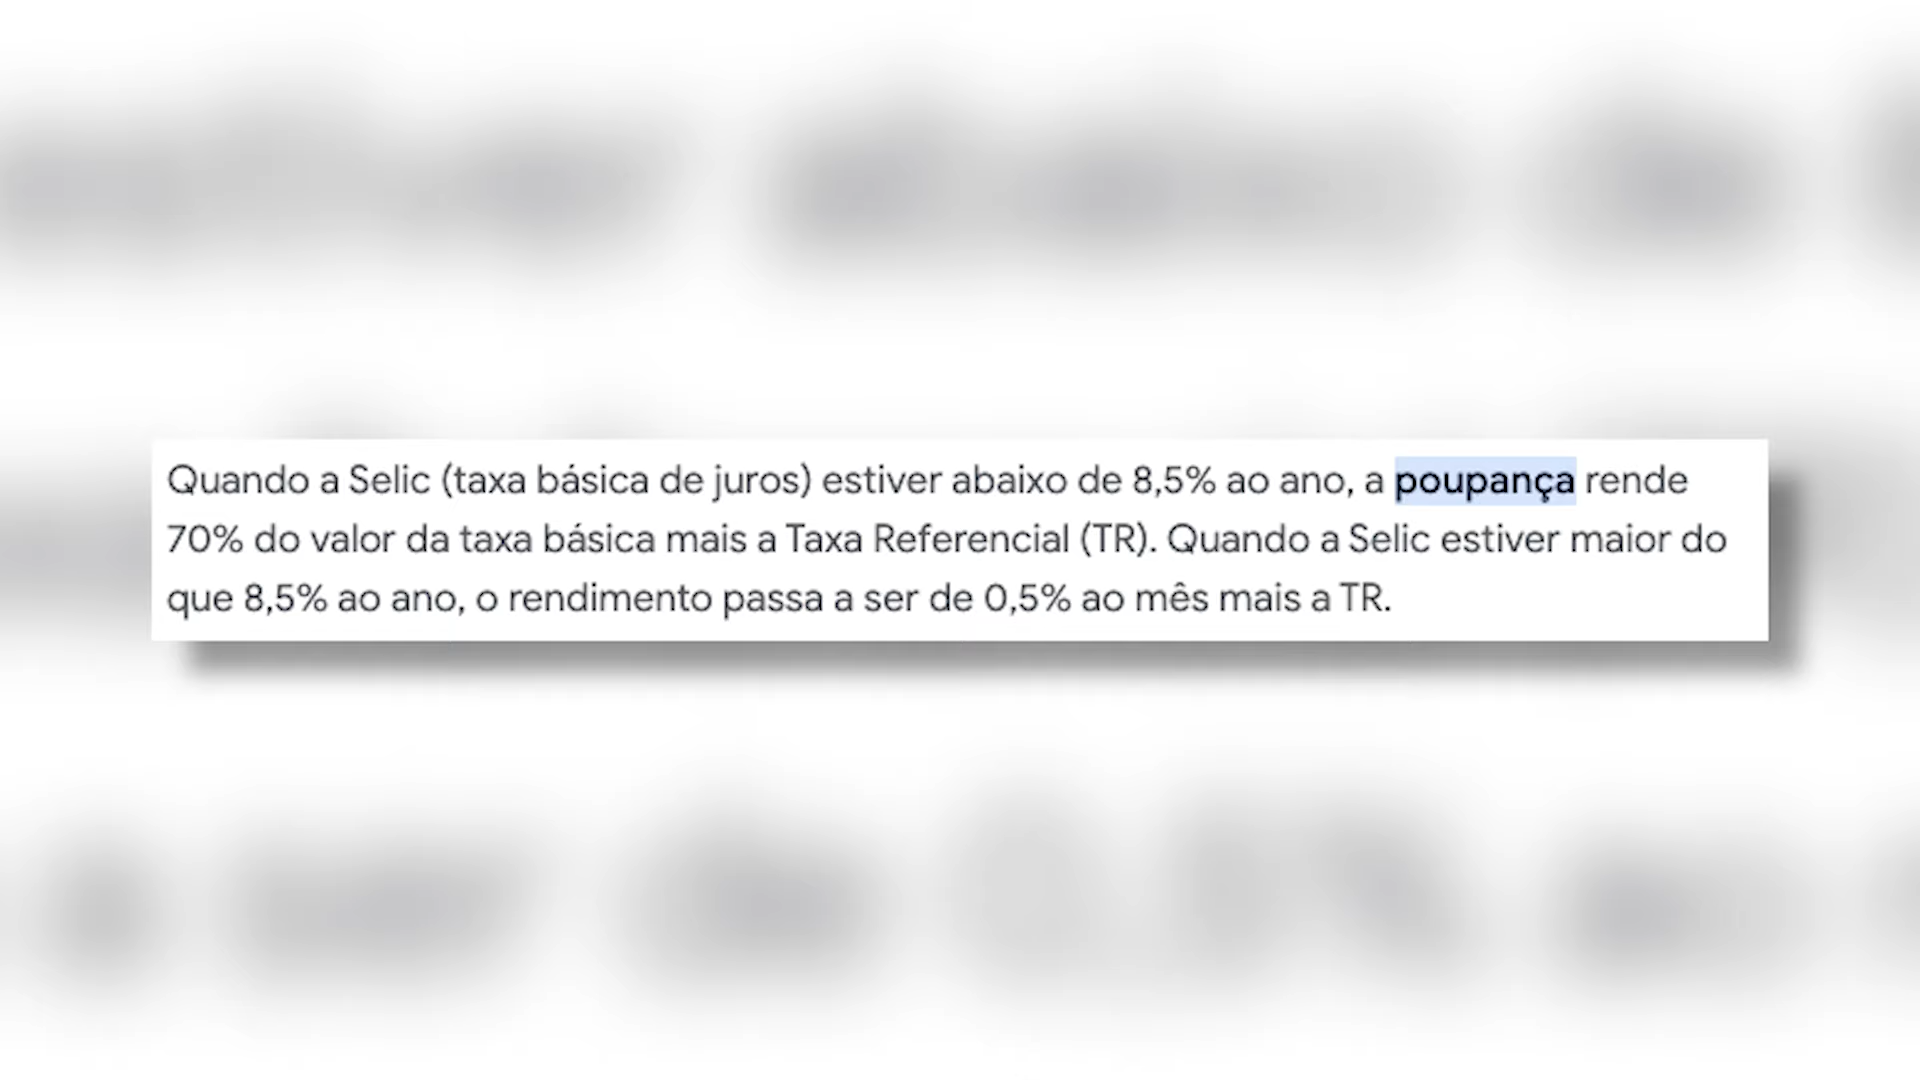 Quando a Selic (taxa básica de juros) estiver abaixo de 8,5% ao ano, a poupança rende
70% do valor da taxa básica mais a Taxa Referencial (TR). Quando a Selic estiver maior do
que 8,5% ao ano, o rendimento passa a ser de 0,5% ao mês mais a TR.